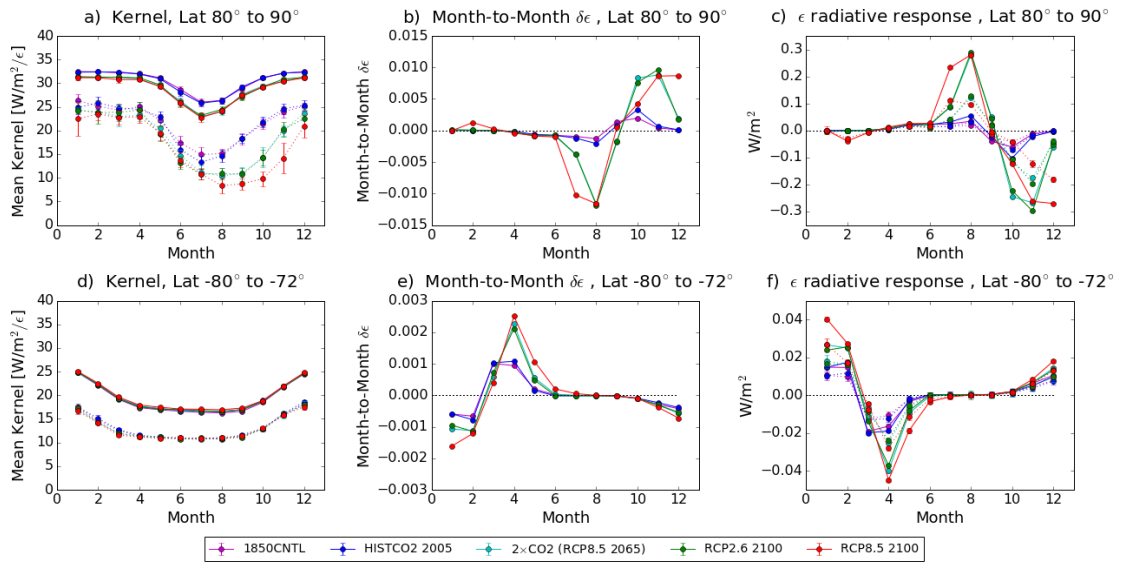 a) Kernel, Lat 80° to 90°
b) Month-to-Month δϵ , Lat 80° to 90°
c) ϵ radiative response , Lat 80° to 90°
Mean Kernel [W/m²/ϵ]
40
35
30
25
20
15
10
5
0
0 2 4 6 8 10 12
Month
Month-to-Month δϵ
0.015
0.010
0.005
0.000
−0.005
−0.010
−0.015
0 2 4 6 8 10 12
Month
W/m²
0.3
0.2
0.1
0.0
−0.1
−0.2
−0.3
0 2 4 6 8 10 12
Month
d) Kernel, Lat -80° to -72°
e) Month-to-Month δϵ , Lat -80° to -72°
f) ϵ radiative response , Lat -80° to -72°
Mean Kernel [W/m²/ϵ]
40
35
30
25
20
15
10
5
0
0 2 4 6 8 10 12
Month
Month-to-Month δϵ
0.003
0.002
0.001
0.000
−0.001
−0.002
−0.003
0 2 4 6 8 10 12
Month
W/m²
0.04
0.02
0.00
−0.02
−0.04
0 2 4 6 8 10 12
Month
1850CNTL HISTCO2 2005 2×CO2 (RCP8.5 2065) RCP2.6 2100 RCP8.5 2100